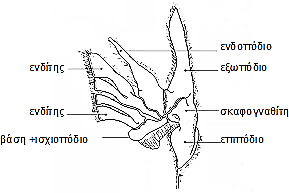 ενδοπόδιο
ενδίτης
εξωπόδιο
ενδίτης
σκαφογναθίτη
βάση +ισχιοπόδιο
επιπόδιο